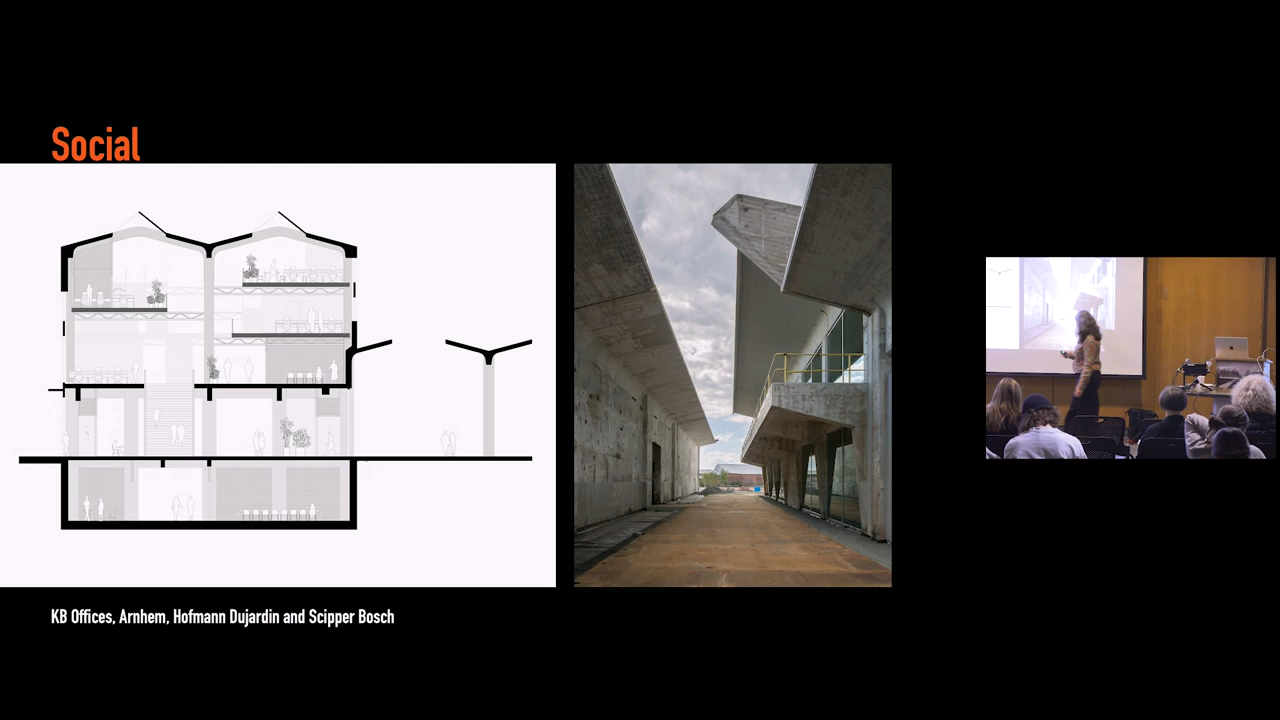 Social
KB Offices, Arnhem, Hofmann Dujardin and Scipper Bosch